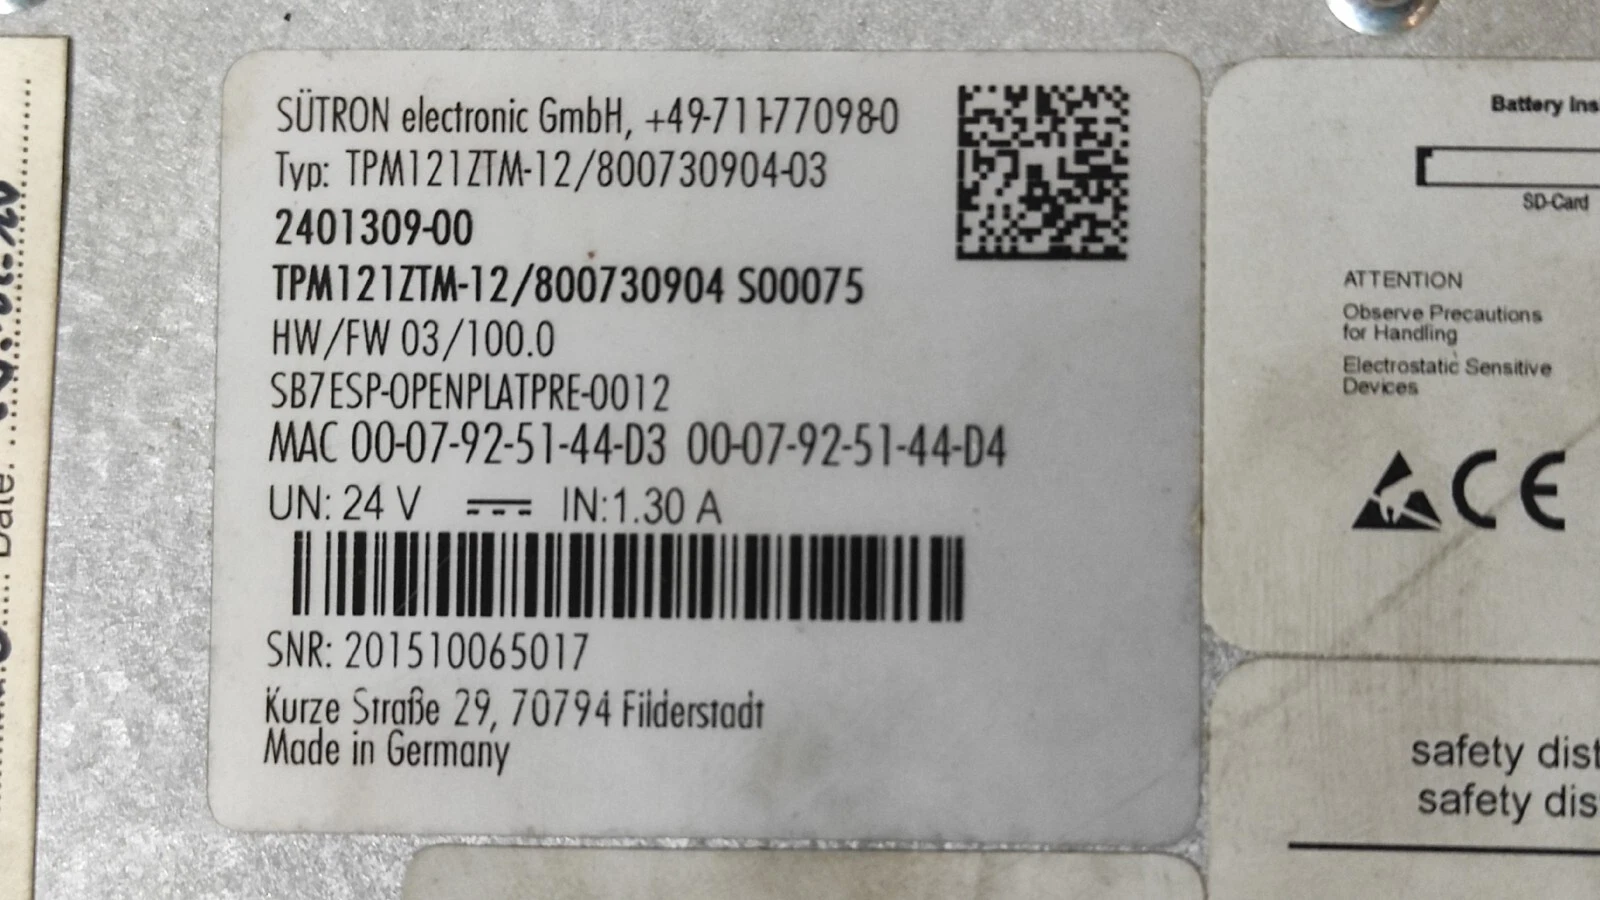 SÜTRON electronic GmbH, +49-711-77098-0
Typ: TPM121ZTM-12/800730904-03
2401309-00
TPM121ZTM-12/800730904 S00075
HW/FW 03/100.0
SB7ESP-OPENPLATPRE-0012
MAC 00-07-92-51-44-D3 00-07-92-51-44-D4
UN: 24 V IN:1.30 A
SNR: 201510065017
Kurze Straße 29, 70794 Filderstadt
Made in Germany
Battery Ins
SD-Card
ATTENTION
Observe Precautions
for Handling
Electrostatic Sensitive
Devices
CE
safety dist
safety dis
Date: